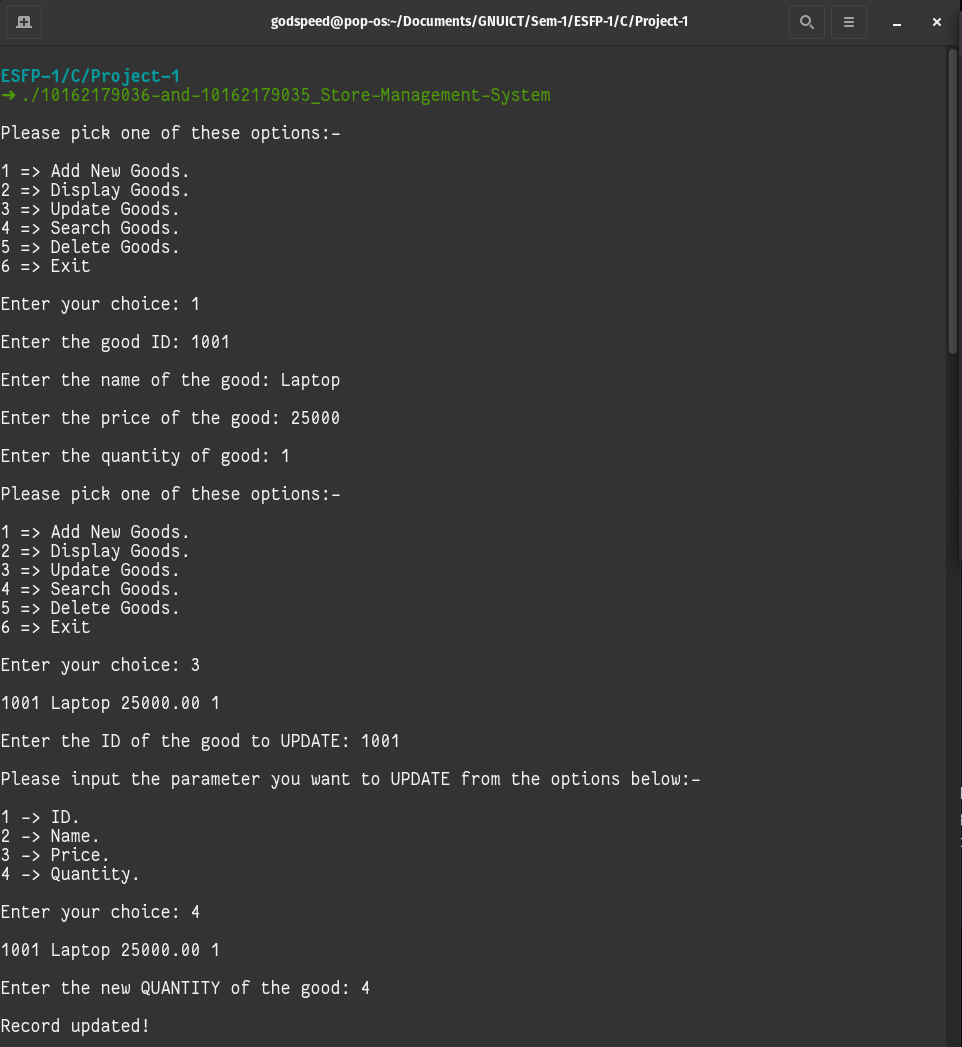 godspeed@pop-os:~/Documents/GNUICT/Sem-1/ESFP-1/C/Project-1
ESFP-1/C/Project-1
➜ ./10162179036-and-10162179035_Store-Management-System
Please pick one of these options:-
1 => Add New Goods.
2 => Display Goods.
3 => Update Goods.
4 => Search Goods.
5 => Delete Goods.
6 => Exit
Enter your choice: 1
Enter the good ID: 1001
Enter the name of the good: Laptop
Enter the price of the good: 25000
Enter the quantity of good: 1
Please pick one of these options:-
1 => Add New Goods.
2 => Display Goods.
3 => Update Goods.
4 => Search Goods.
5 => Delete Goods.
6 => Exit
Enter your choice: 3
1001 Laptop 25000.00 1
Enter the ID of the good to UPDATE: 1001
Please input the parameter you want to UPDATE from the options below:-
1 -> ID.
2 -> Name.
3 -> Price.
4 -> Quantity.
Enter your choice: 4
1001 Laptop 25000.00 1
Enter the new QUANTITY of the good: 4
Record updated!